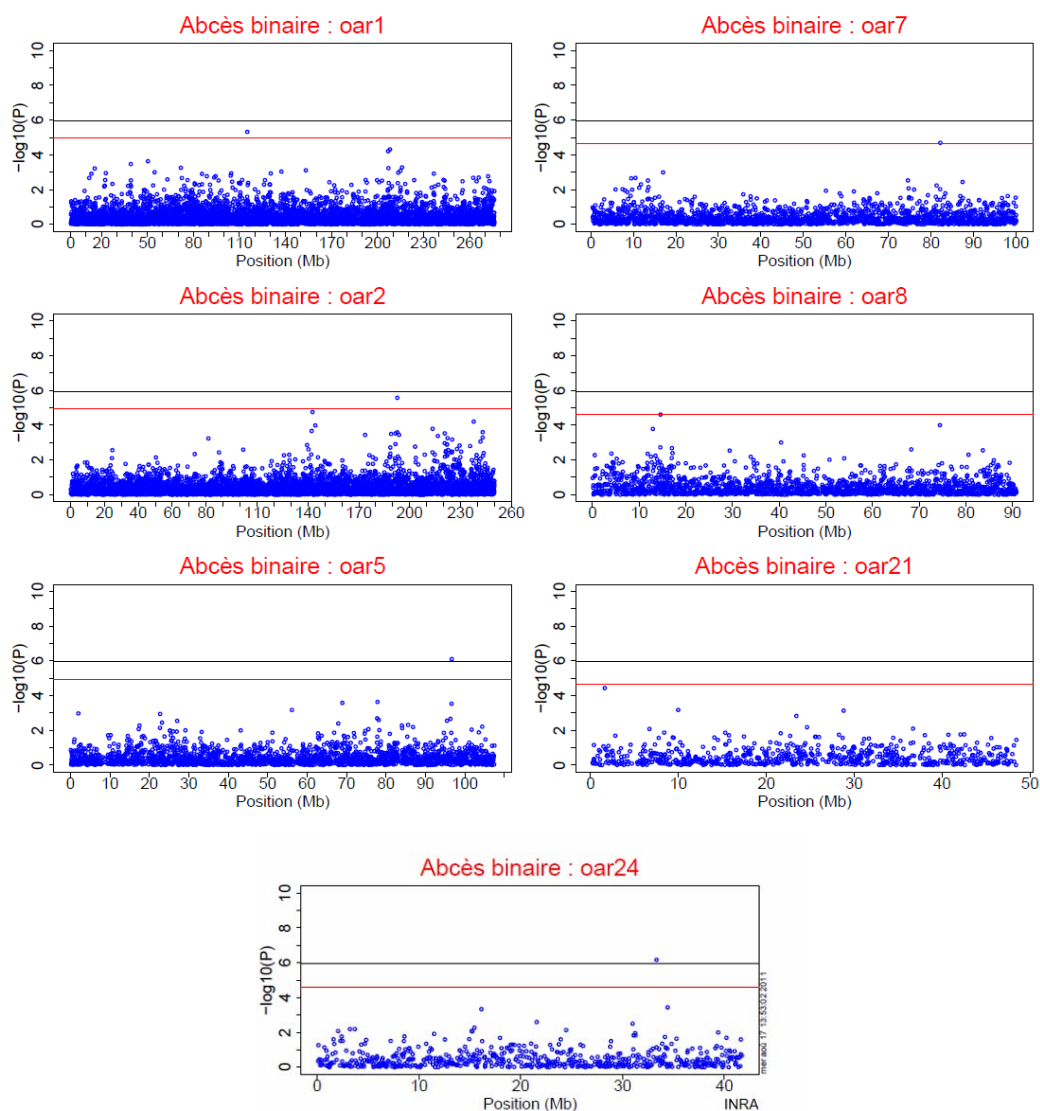 Abcès binaire : oar1
10
8
6
4
2
0
−log10(P)
0 20 50 80 110 140 170 200 230 260
Position (Mb)
Abcès binaire : oar7
10
8
6
4
2
0
−log10(P)
0 10 20 30 40 50 60 70 80 90 100
Position (Mb)
Abcès binaire : oar2
10
8
6
4
2
0
−log10(P)
0 20 40 60 80 110 140 170 200 230 260
Position (Mb)
Abcès binaire : oar8
10
8
6
4
2
0
−log10(P)
0 10 20 30 40 50 60 70 80 90
Position (Mb)
Abcès binaire : oar5
10
8
6
4
2
0
−log10(P)
0 10 20 30 40 50 60 70 80 90 100
Position (Mb)
Abcès binaire : oar21
10
8
6
4
2
0
−log10(P)
0 10 20 30 40 50
Position (Mb)
Abcès binaire : oar24
10
8
6
4
2
0
−log10(P)
0 10 20 30 40
Position (Mb)
mer.aoû 17 13:53:02 2011
INRA